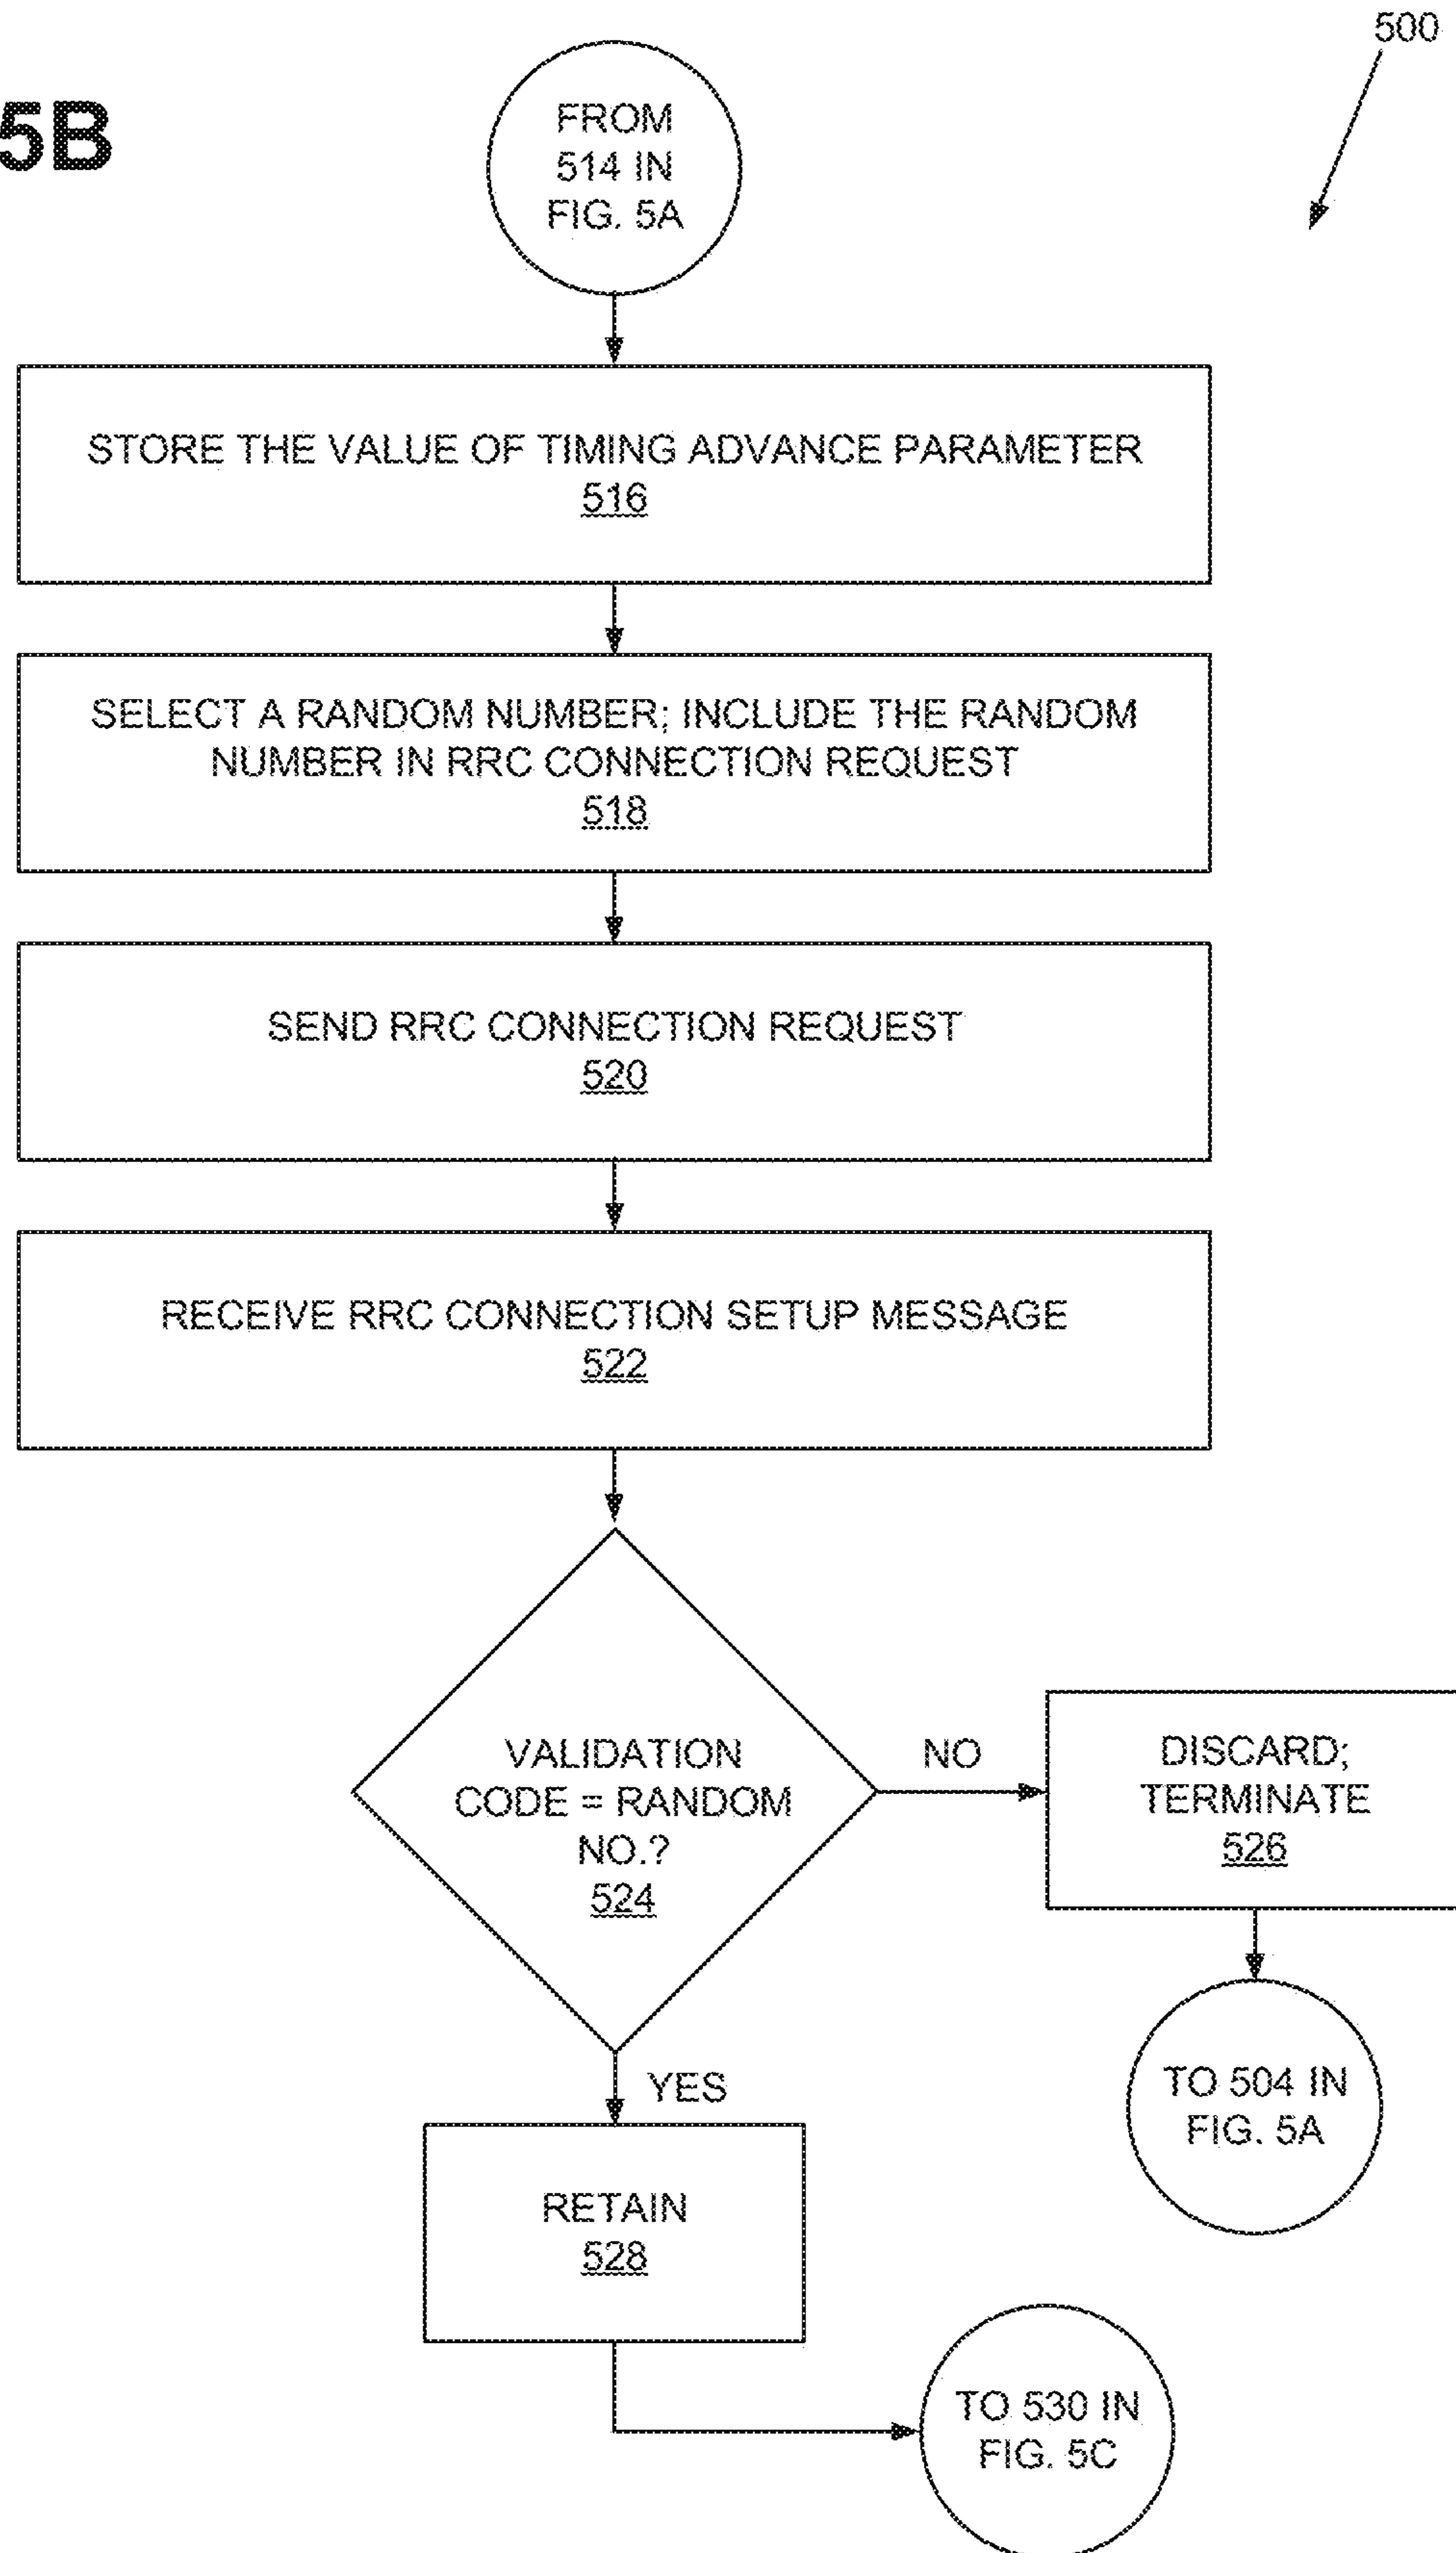 500
5B
FROM
514 IN
FIG. 5A
STORE THE VALUE OF TIMING ADVANCE PARAMETER
516
SELECT A RANDOM NUMBER; INCLUDE THE RANDOM
NUMBER IN RRC CONNECTION REQUEST
518
SEND RRC CONNECTION REQUEST
520
RECEIVE RRC CONNECTION SETUP MESSAGE
522
VALIDATION
CODE = RANDOM
NO.?
524
NO
DISCARD;
TERMINATE
526
TO 504 IN
FIG. 5A
YES
RETAIN
528
TO 530 IN
FIG. 5C